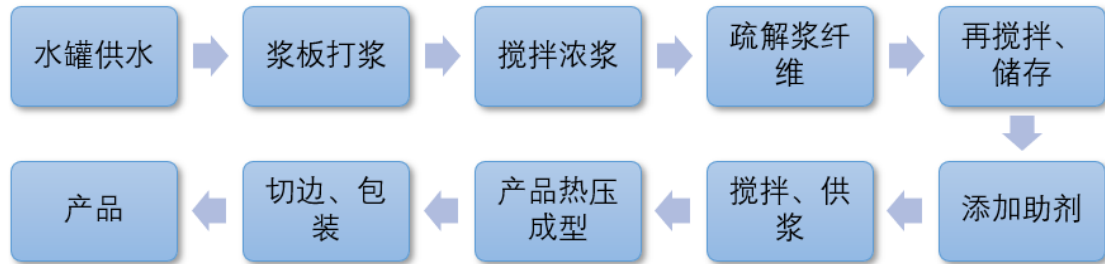 水罐供水
浆板打浆
搅拌浓浆
疏解浆纤
维
再搅拌、
储存
添加助剂
搅拌、供
浆
产品热压
成型
切边、包
装
产品